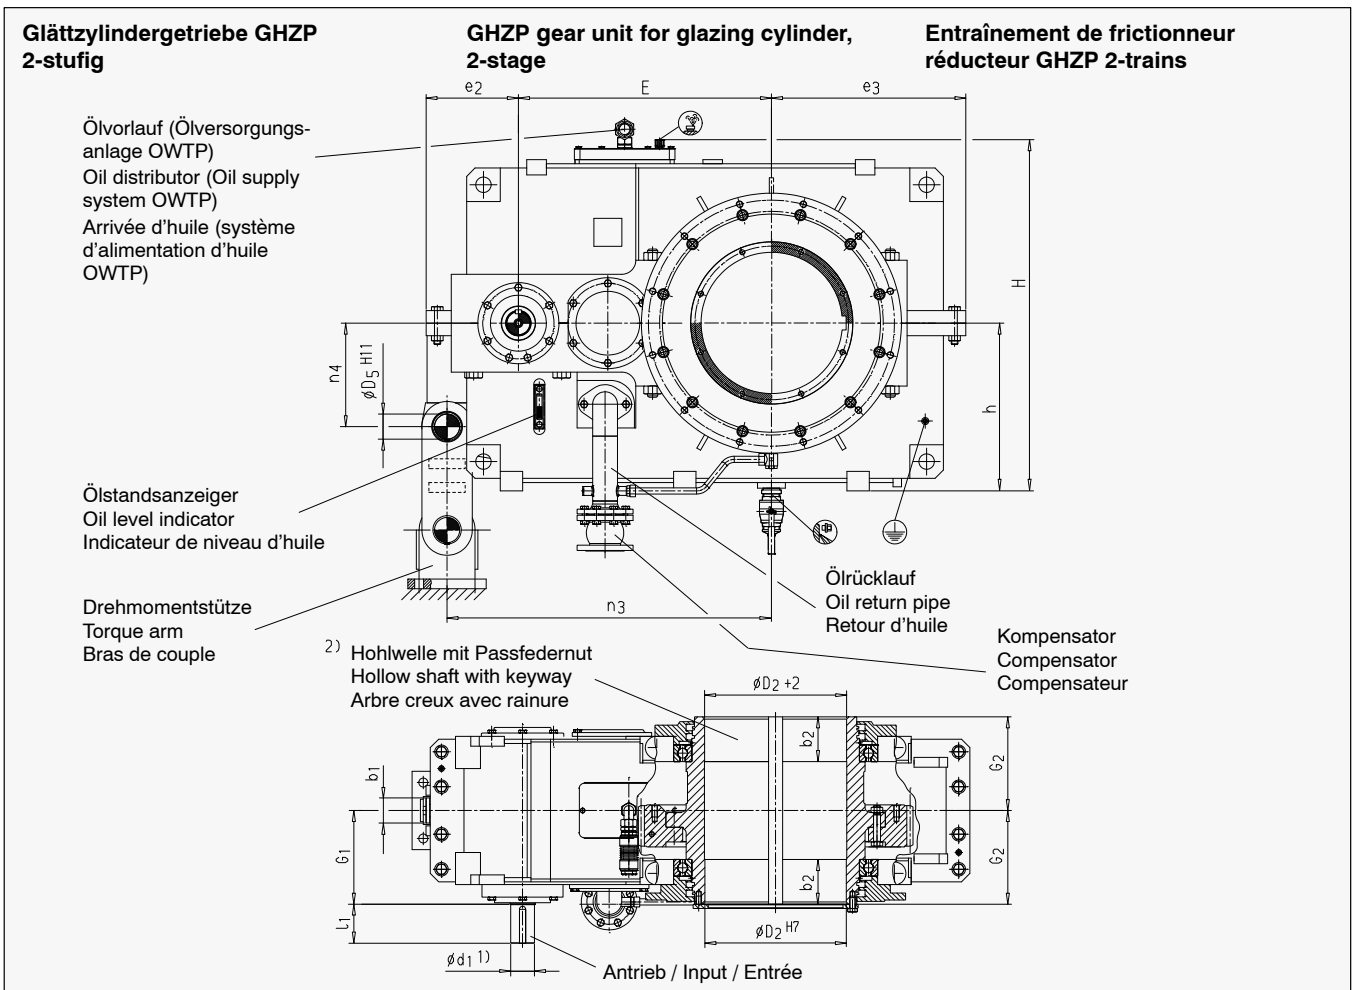 Glättzylindergetriebe GHZP
2-stufig
GHZP gear unit for glazing cylinder,
2-stage
Entraînement de frictionneur
réducteur GHZP 2-trains
e2
E
e3
Ölvorlauf (Ölversorgungs-
anlage OWTP)
Oil distributor (Oil supply
system OWTP)
Arrivée d'huile (système
d'alimentation d'huile
OWTP)
H
n4
øD5 H11
h
Ölstandsanzeiger
Oil level indicator
Indicateur de niveau d'huile
Drehmomentstütze
Torque arm
Bras de couple
n3
Ölrücklauf
Oil return pipe
Retour d'huile
Kompensator
Compensator
Compensateur
2) Hohlwelle mit Passfedernut
Hollow shaft with keyway
Arbre creux avec rainure
øD2 +2
b2
G2
b1
G1
b2
G2
l1
øD2 H7
ød1 1)
Antrieb / Input / Entrée